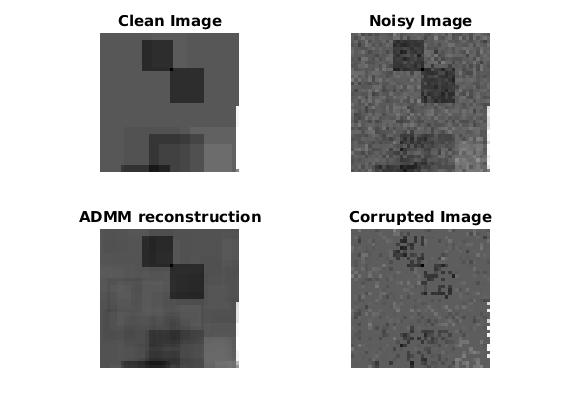 Clean Image
Noisy Image
ADMM reconstruction
Corrupted Image